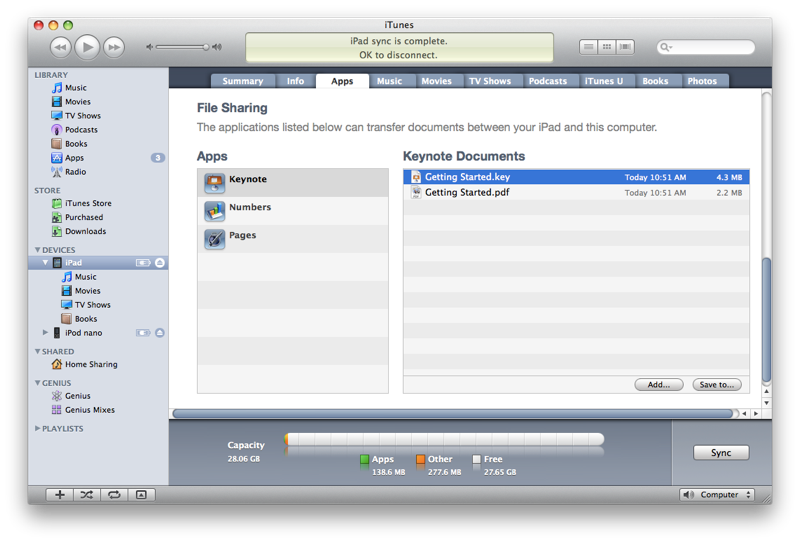 iTunes
iPad sync is complete.
OK to disconnect.
LIBRARY
Music
Movies
TV Shows
Podcasts
Books
Apps 3
Radio
STORE
iTunes Store
Purchased
Downloads
DEVICES
iPad
Music
Movies
TV Shows
Books
iPod nano
SHARED
Home Sharing
GENIUS
Genius
Genius Mixes
PLAYLISTS
Summary Info Apps Music Movies TV Shows Podcasts iTunes U Books Photos
File Sharing
The applications listed below can transfer documents between your iPad and this computer.
Apps
Keynote
Numbers
Pages
Keynote Documents
Getting Started.key Today 10:51 AM 4.3 MB
Getting Started.pdf Today 10:51 AM 2.2 MB
Add... Save to...
Capacity
28.06 GB
Apps
138.6 MB
Other
277.6 MB
Free
27.65 GB
Sync
Computer